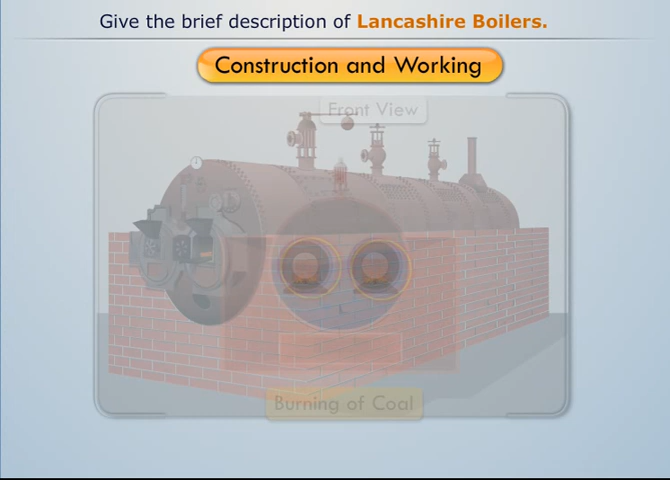 Give the brief description of Lancashire Boilers.
Construction and Working
Front View
Burning of Coal